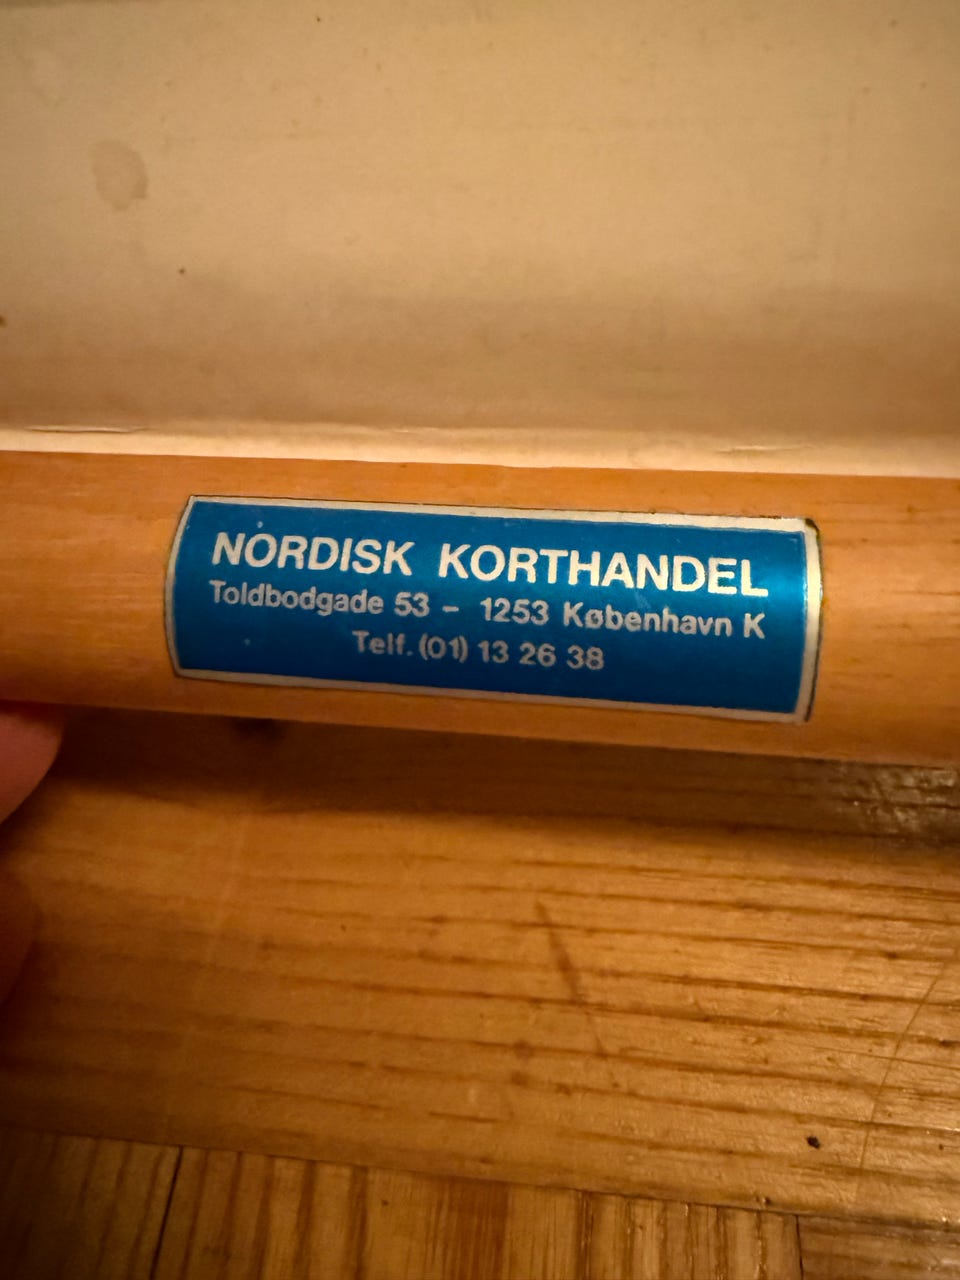 NORDISK KORTHANDEL
Toldbodgade 53 – 1253 København K
Telf. (01) 13 26 38